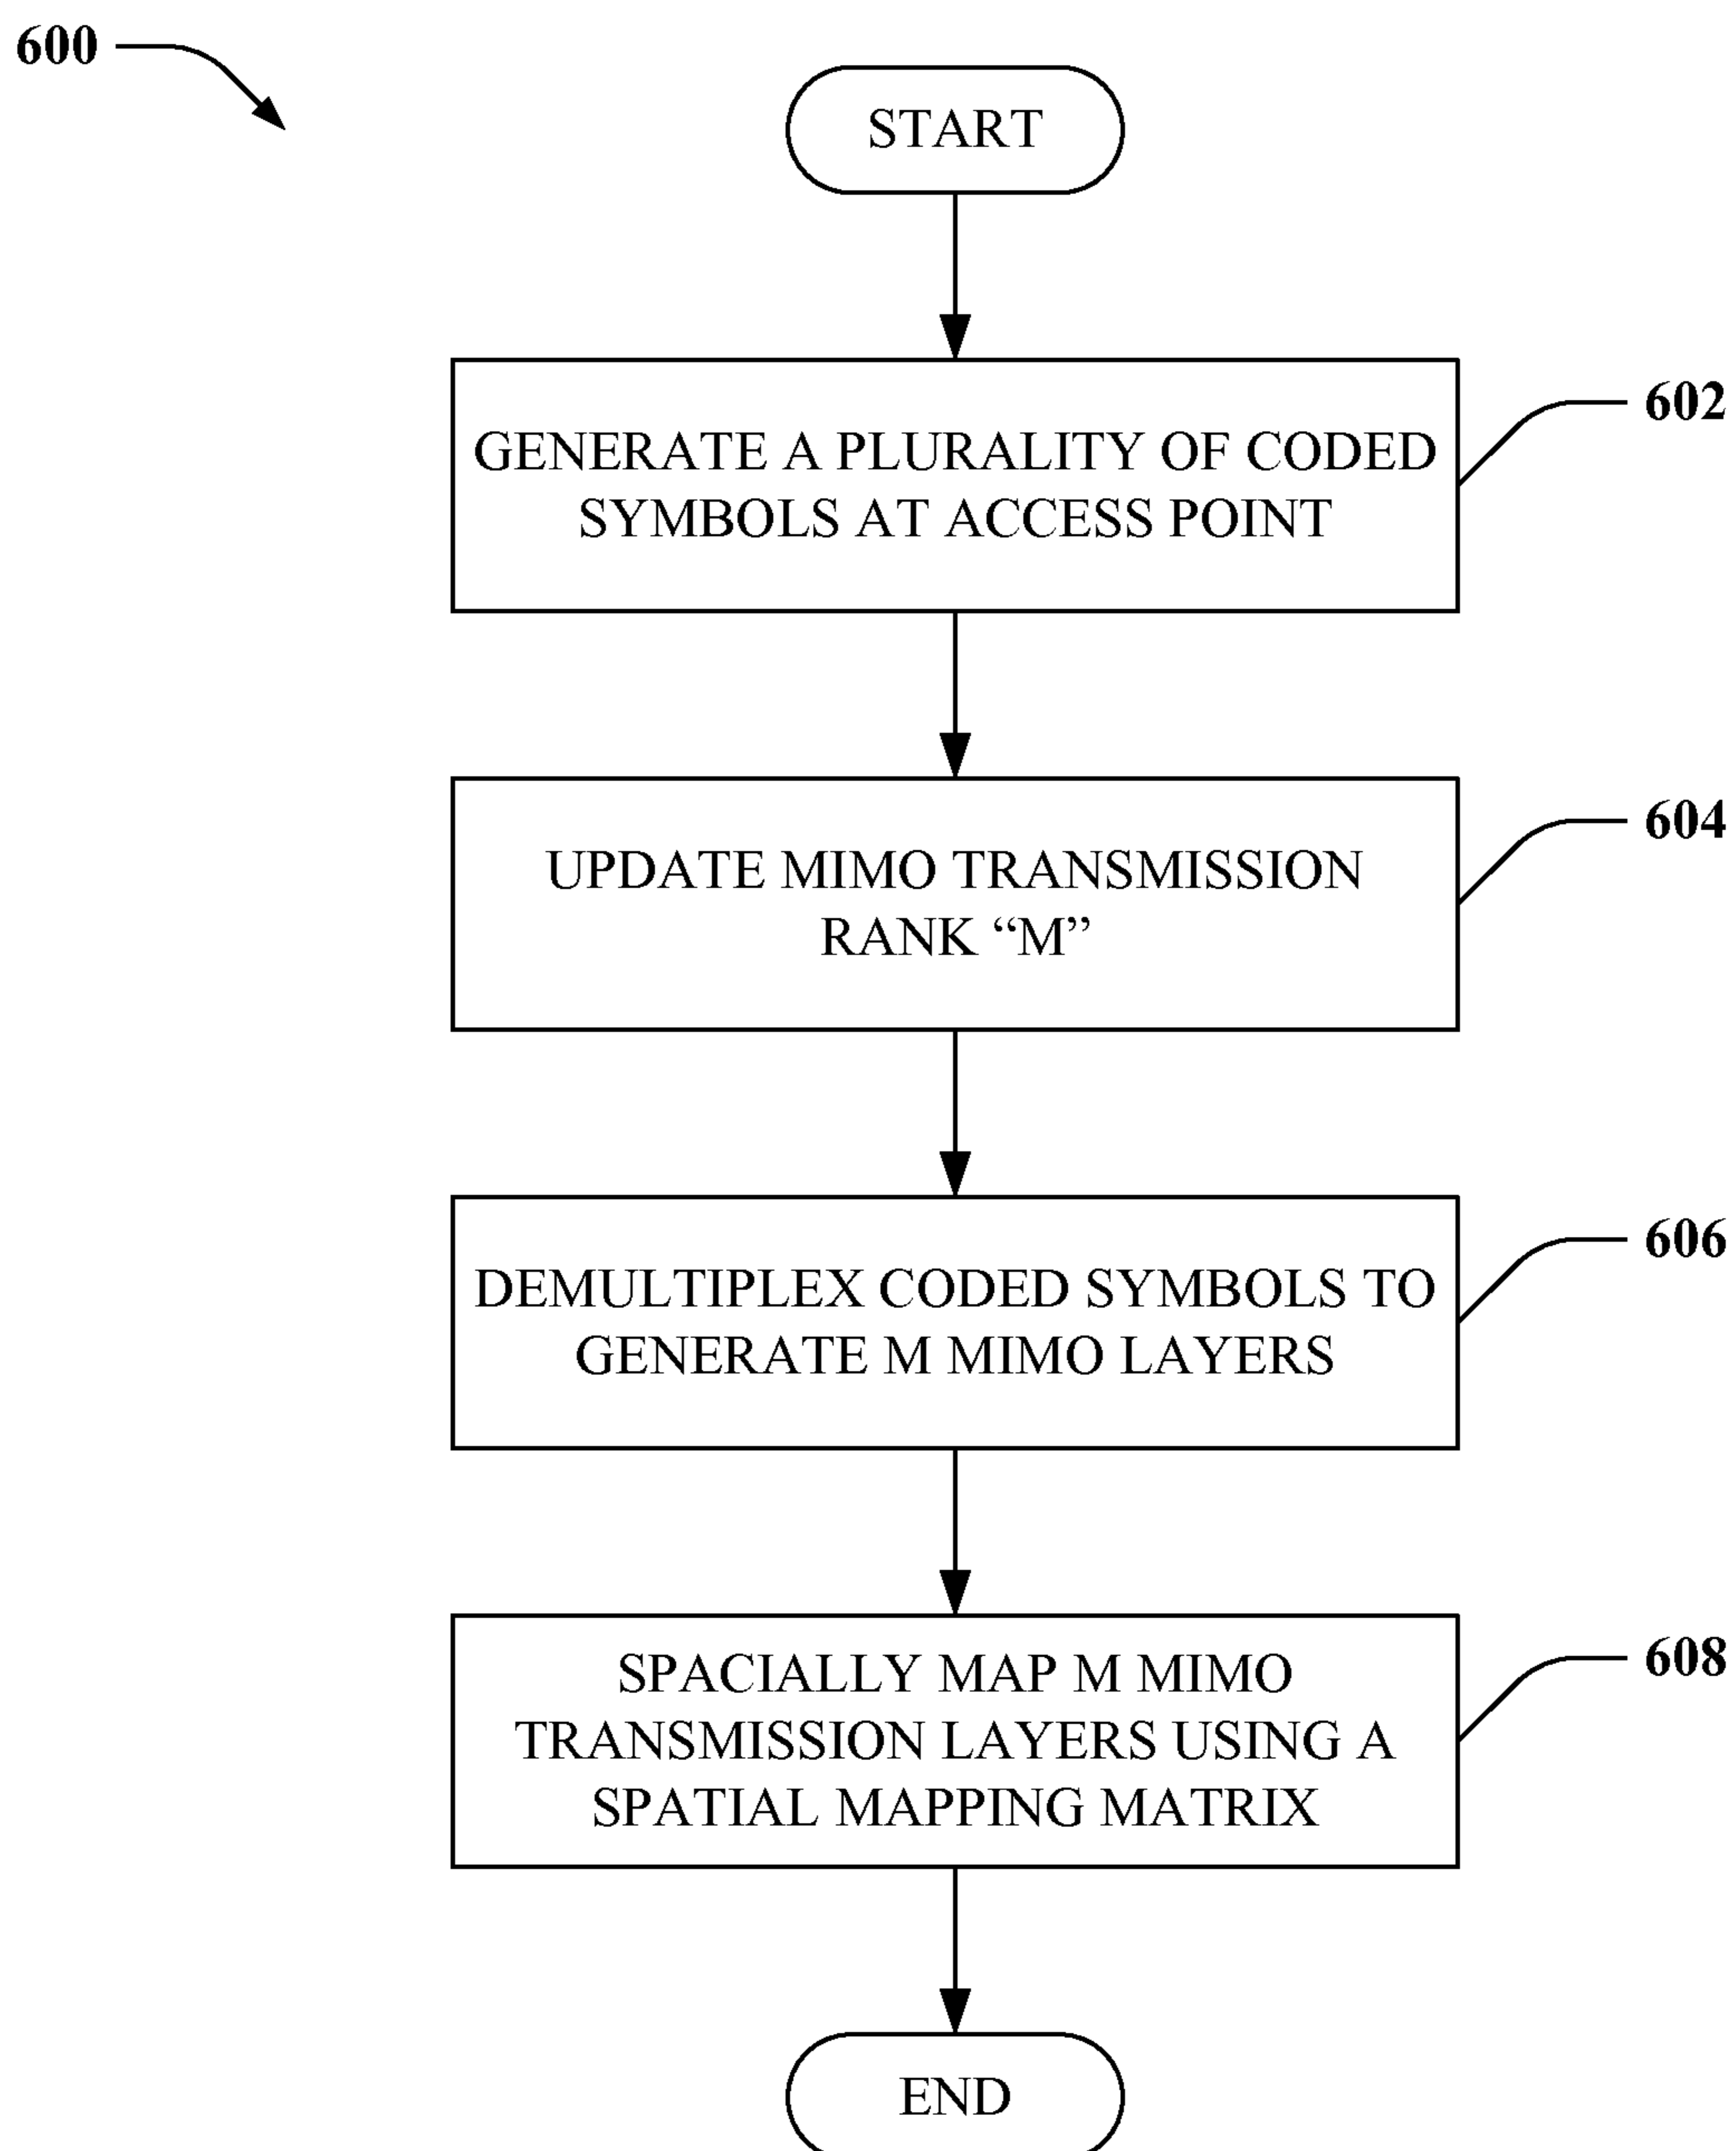 600
START
GENERATE A PLURALITY OF CODED
SYMBOLS AT ACCESS POINT
602
UPDATE MIMO TRANSMISSION
RANK “M”
604
DEMULTIPLEX CODED SYMBOLS TO
GENERATE M MIMO LAYERS
606
SPACIALLY MAP M MIMO
TRANSMISSION LAYERS USING A
SPATIAL MAPPING MATRIX
608
END